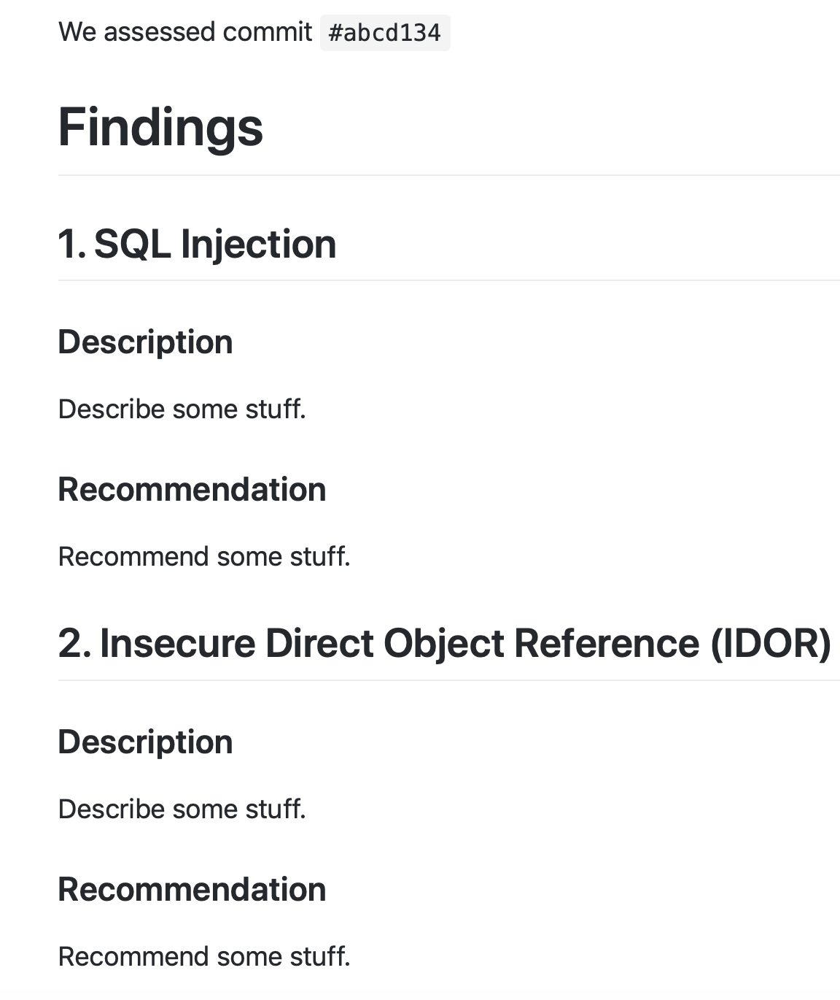 We assessed commit #abcd134
Findings
1. SQL Injection
Description
Describe some stuff.
Recommendation
Recommend some stuff.
2. Insecure Direct Object Reference (IDOR)
Description
Describe some stuff.
Recommendation
Recommend some stuff.